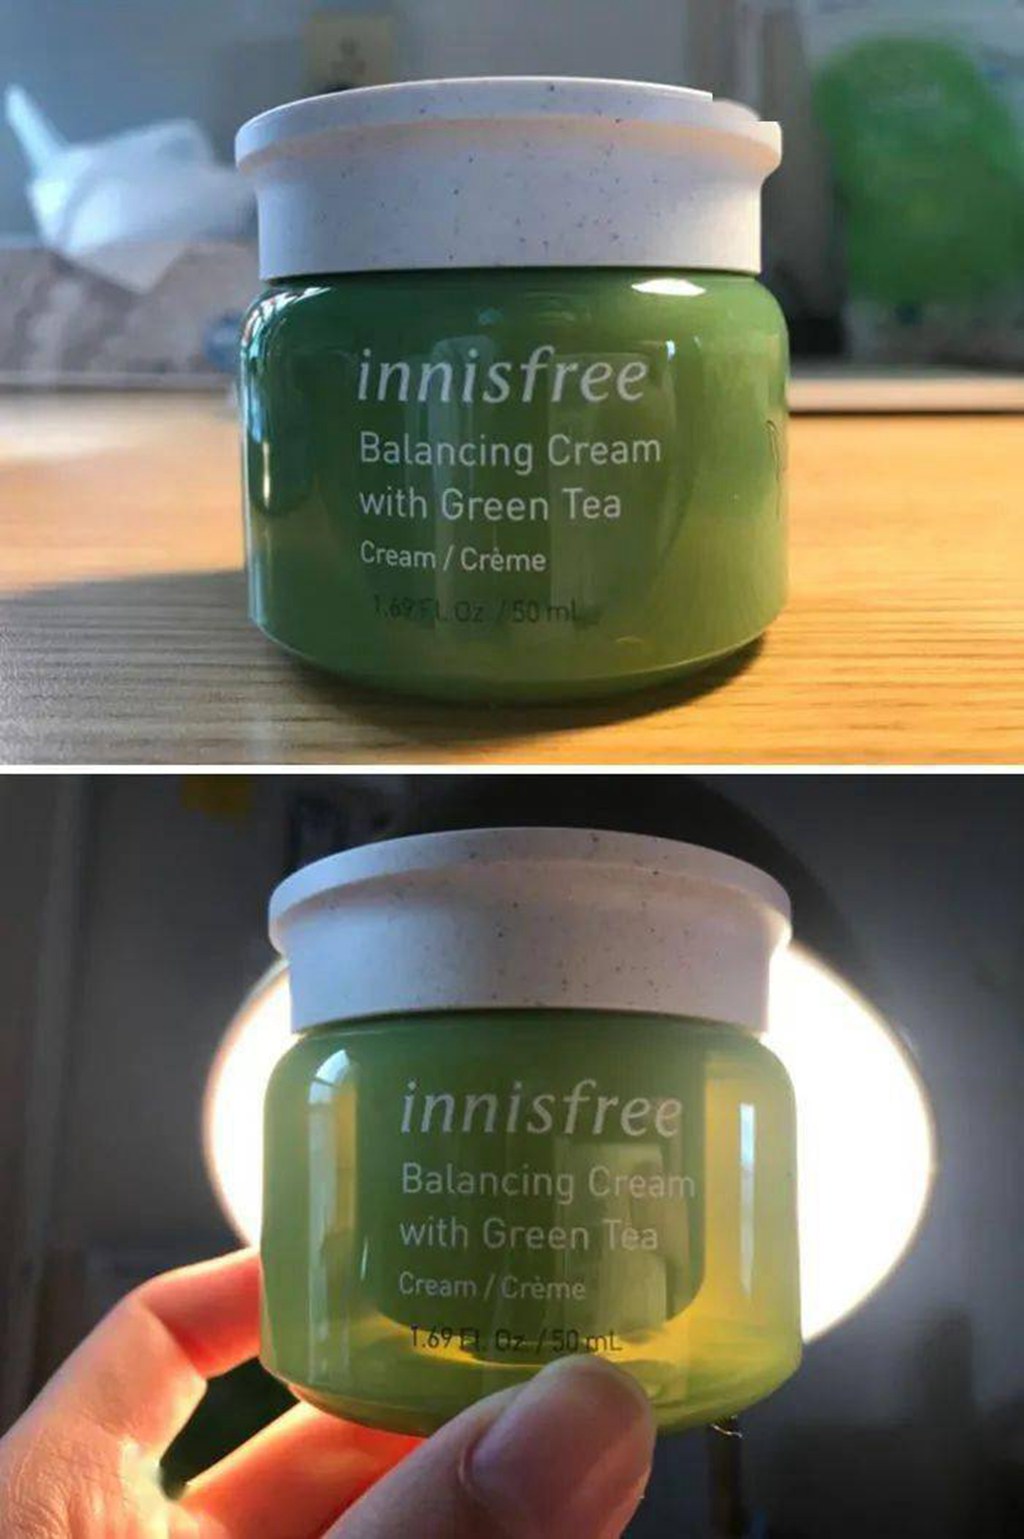 innisfree
Balancing Cream
with Green Tea
Cream / Crème
1.69 FL Oz. / 50 mL
innisfree
Balancing Cream
with Green Tea
Cream / Crème
1.69 FL. Oz. / 50 mL